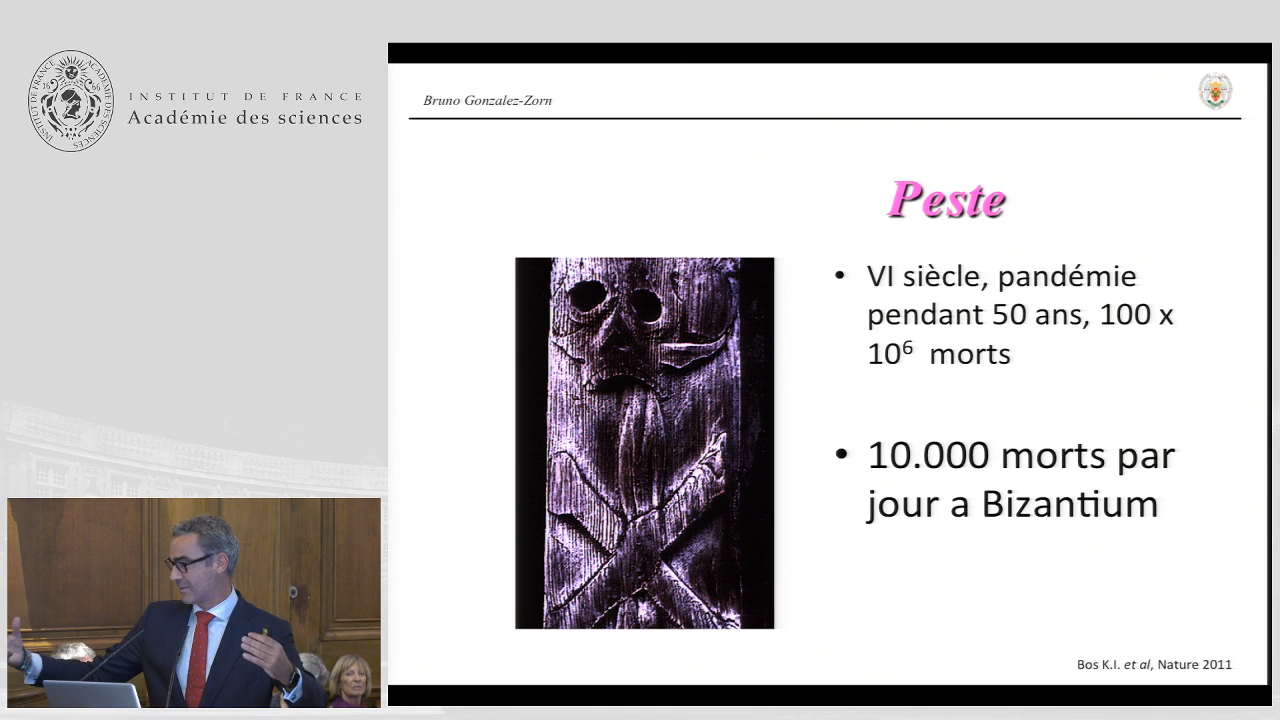 INSTITUT DE FRANCE
Académie des sciences
Bruno Gonzalez-Zorn
Peste
• VI siècle, pandémie
pendant 50 ans, 100 x
10⁶ morts
• 10.000 morts par
jour a Bizantium
Bos K.I. et al, Nature 2011